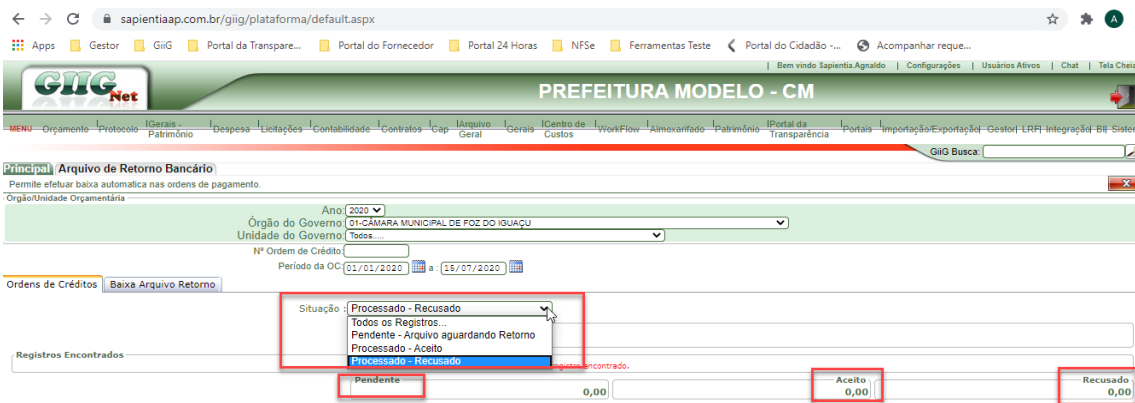 sapientiaap.com.br/giig/plataforma/default.aspx
A
Apps Gestor GiiG Portal da Transpare... Portal do Fornecedor Portal 24 Horas NFSe Ferramentas Teste Portal do Cidadão -... Acompanhar reque...
| Bem vindo Sapientia.Agnaldo | Configurações | Usuários Ativos | Chat | Tela Cheia
GIIG Net
PREFEITURA MODELO - CM
MENU Orçamento Protocolo Gerais - Patrimônio Despesa Licitações Contabilidade Contratos Cap Arquivo Geral Gerais Centro de Custos WorkFlow Almoxarifado Patrimônio Portal da Transparência Portais Importação/Exportação Gestor LRF Integração BI Sister
GiiG Busca:
Principal Arquivo de Retorno Bancário
Permite efetuar baixa automatica nas ordens de pagamento.
X
Orgão/Unidade Orçamentária
Ano: 2020
Órgão do Governo: 01-CÂMARA MUNICIPAL DE FOZ DO IGUAÇU
Unidade do Governo: Todos.....
Nº Ordem de Crédito:
Período da OC: 01/01/2020 a : 15/07/2020
Ordens de Créditos Baixa Arquivo Retorno
Situação : Processado - Recusado
Todos os Registros...
Pendente - Arquivo aguardando Retorno
Processado - Aceito
Processado - Recusado
Registros Encontrados
registro encontrado.
Pendente Aceito Recusado
0,00 0,00 0,00